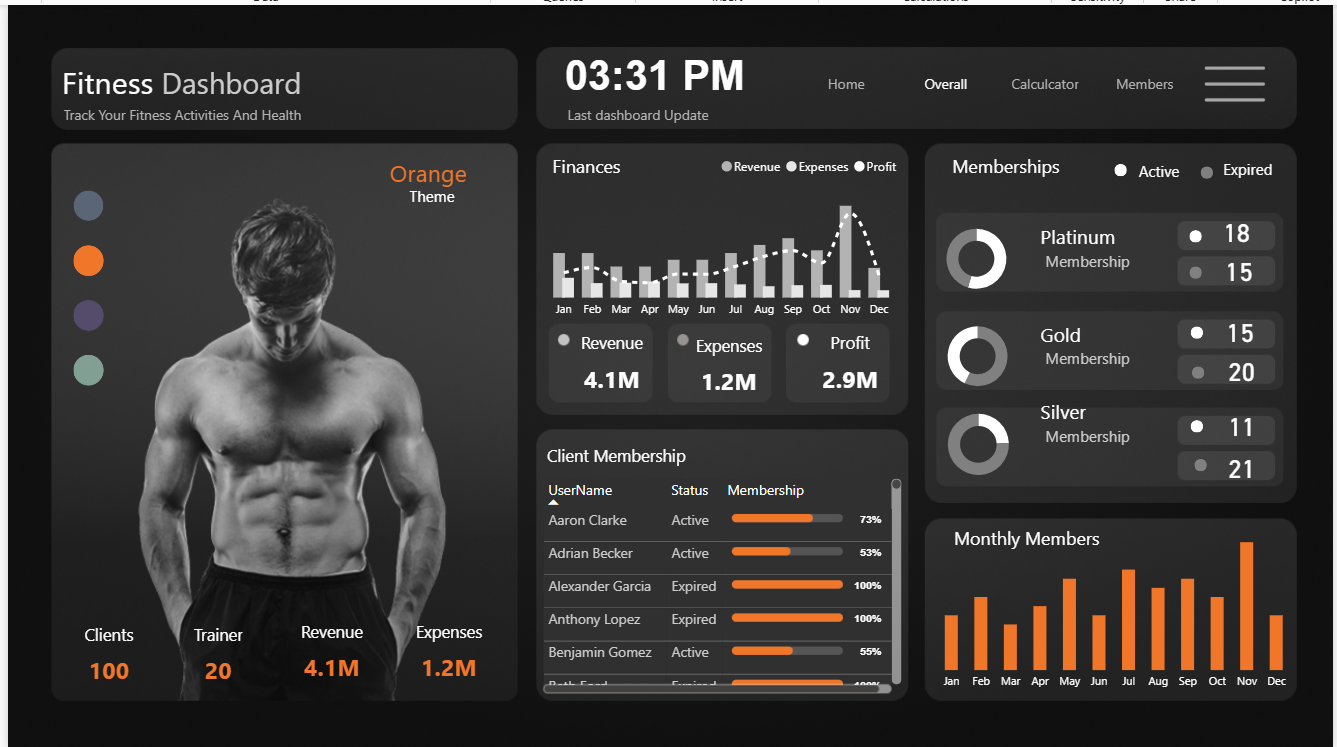 Fitness Dashboard
Track Your Fitness Activities And Health
03:31 PM
Last dashboard Update
Home
Overall
Calculcator
Members
Orange
Theme
Clients
100
Trainer
20
Revenue
4.1M
Expenses
1.2M
Finances
Revenue Expenses Profit
Jan Feb Mar Apr May Jun Jul Aug Sep Oct Nov Dec
Revenue
4.1M
Expenses
1.2M
Profit
2.9M
Client Membership
UserName Status Membership
Aaron Clarke Active 73%
Adrian Becker Active 53%
Alexander Garcia Expired 100%
Anthony Lopez Expired 100%
Benjamin Gomez Active 55%
Memberships
Active
Expired
Platinum
Membership
18
15
Gold
Membership
15
20
Silver
Membership
11
21
Monthly Members
Jan Feb Mar Apr May Jun Jul Aug Sep Oct Nov Dec